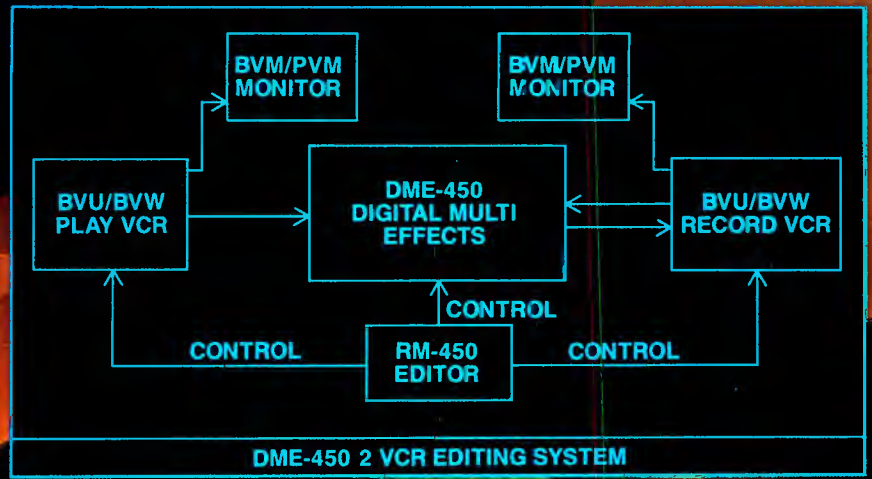 BVM/PVM
MONITOR
BVM/PVM
MONITOR
BVU/BVW
PLAY VCR
DME-450
DIGITAL MULTI
EFFECTS
BVU/BVW
RECORD VCR
CONTROL
CONTROL
RM-450
EDITOR
CONTROL
DME-450 2 VCR EDITING SYSTEM